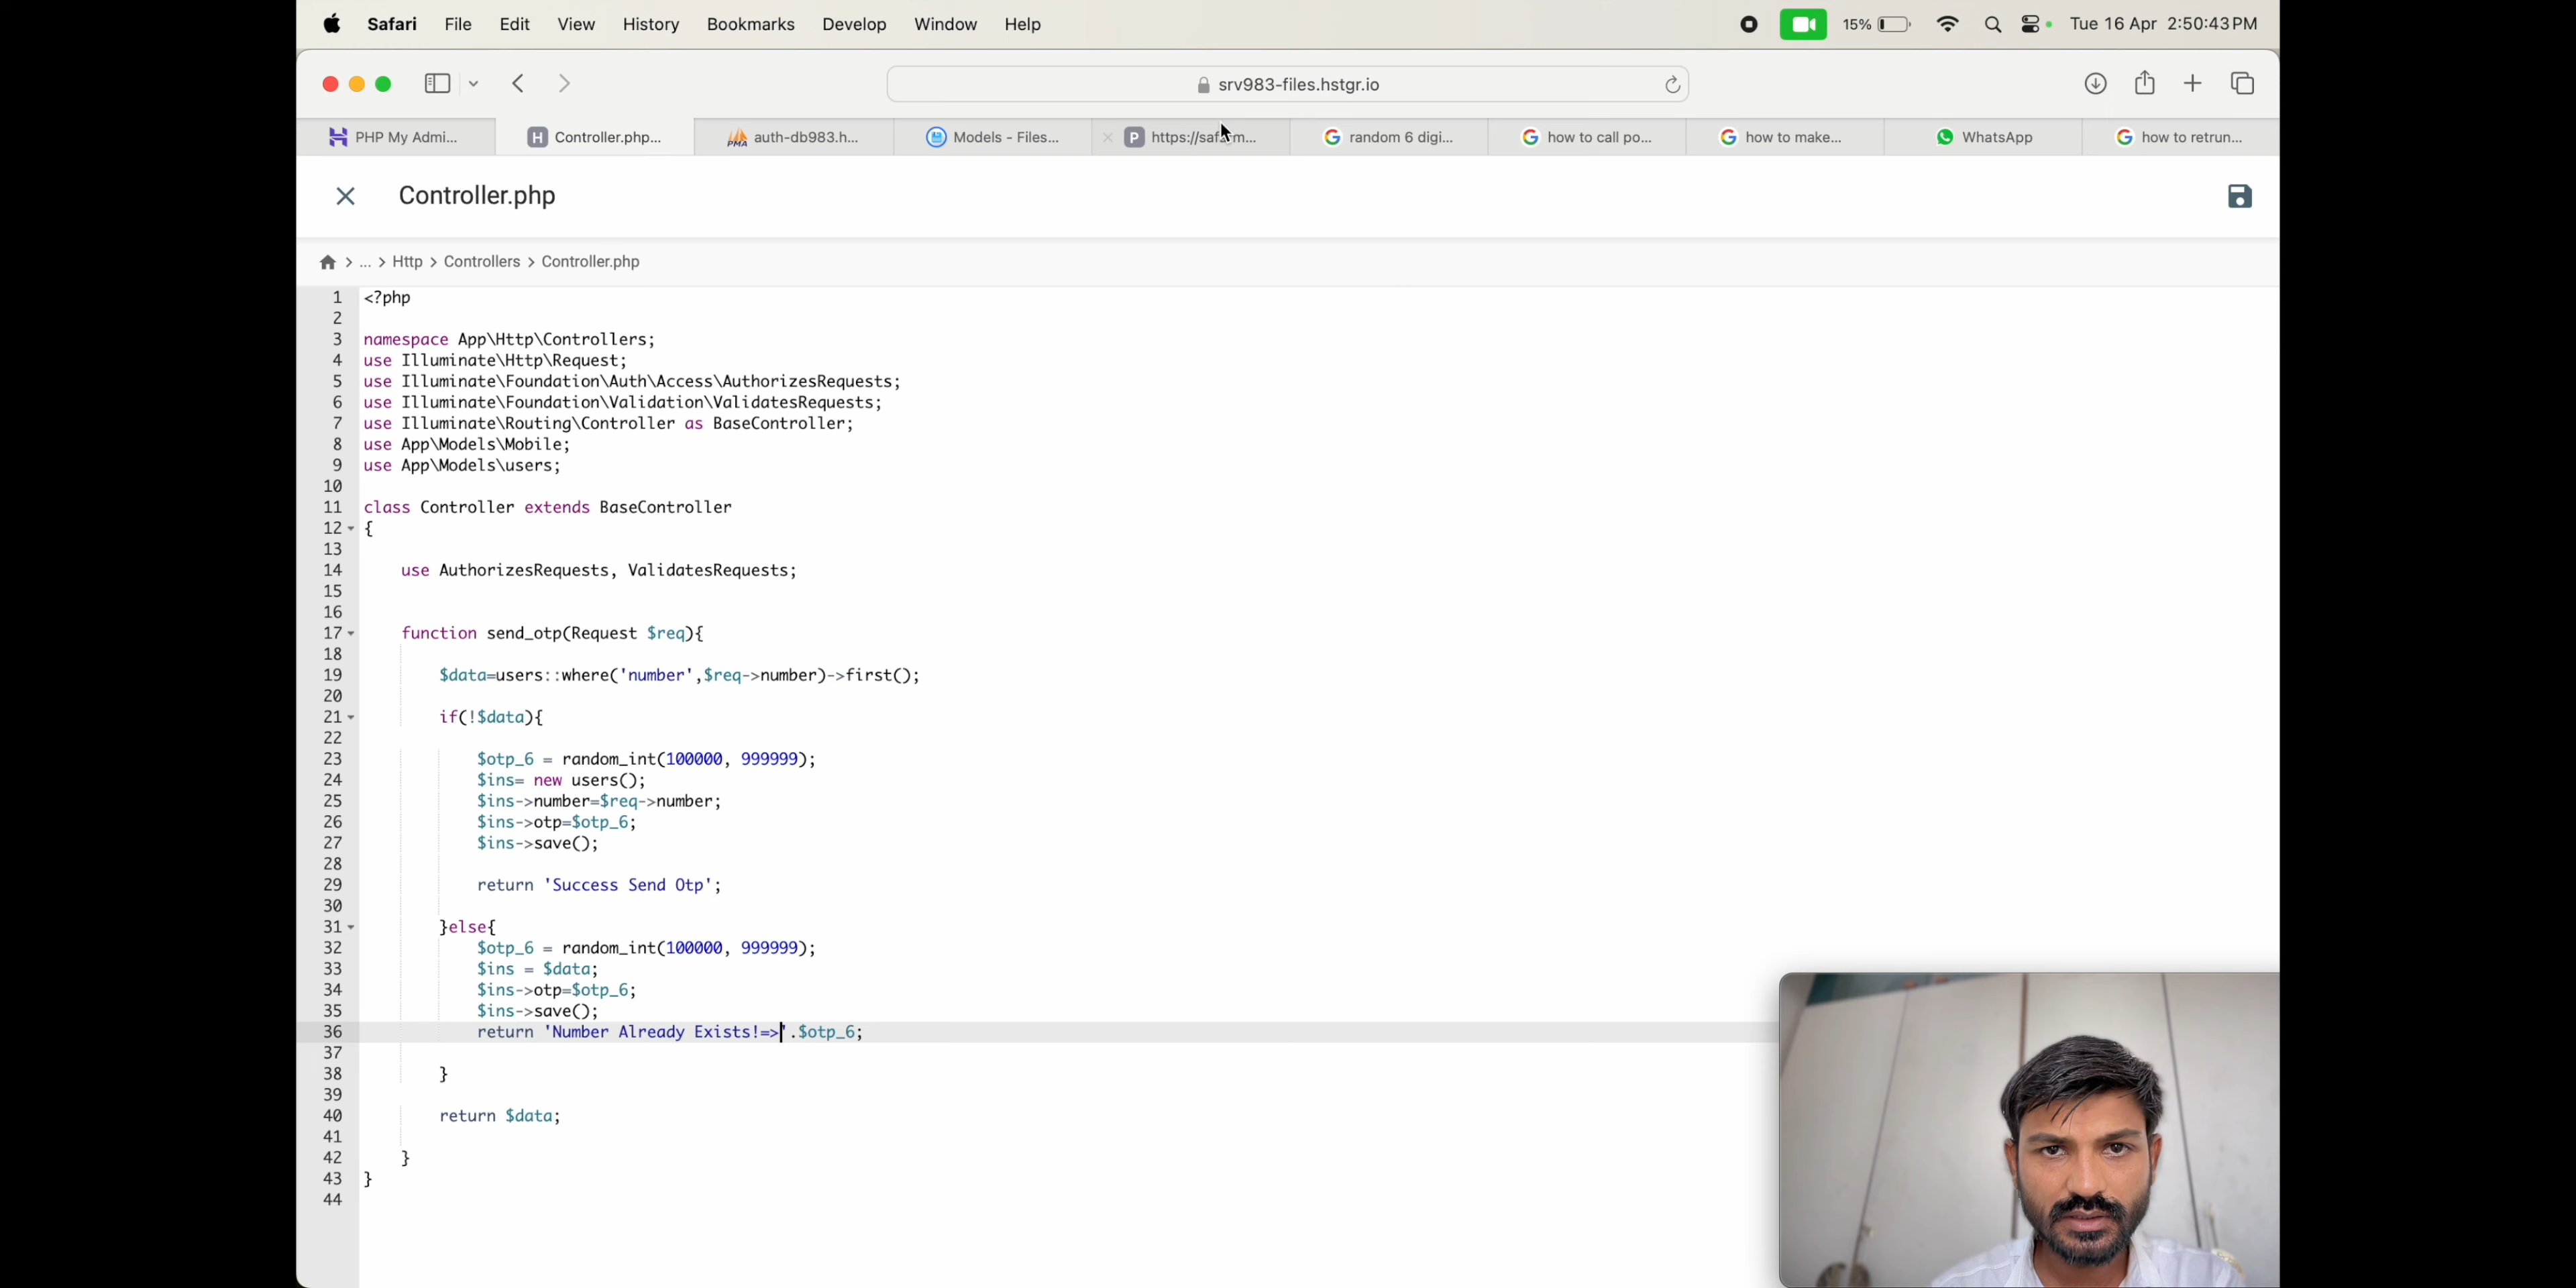 Safari File Edit View History Bookmarks Develop Window Help 15% Tue 16 Apr 2:50:43 PM
srv983-files.hstgr.io
PHP My Admi... H Controller.php... PMA auth-db983.h... Models - Files... P https://saf m... random 6 digi... how to call po... how to make... WhatsApp how to retrun...
Controller.php
... Http Controllers Controller.php
1 <?php
2
3 namespace App\Http\Controllers;
4 use Illuminate\Http\Request;
5 use Illuminate\Foundation\Auth\Access\AuthorizesRequests;
6 use Illuminate\Foundation\Validation\ValidatesRequests;
7 use Illuminate\Routing\Controller as BaseController;
8 use App\Models\Mobile;
9 use App\Models\users;
10
11 class Controller extends BaseController
12 {
13
14 use AuthorizesRequests, ValidatesRequests;
15
16
17 function send_otp(Request $req){
18
19 $data=users::where('number',$req->number)->first();
20
21 if(!$data){
22
23 $otp_6 = random_int(100000, 999999);
24 $ins= new users();
25 $ins->number=$req->number;
26 $ins->otp=$otp_6;
27 $ins->save();
28
29 return 'Success Send Otp';
30
31 }else{
32 $otp_6 = random_int(100000, 999999);
33 $ins = $data;
34 $ins->otp=$otp_6;
35 $ins->save();
36 return 'Number Already Exists!=>'.$otp_6;
37
38 }
39
40 return $data;
41
42 }
43 }
44